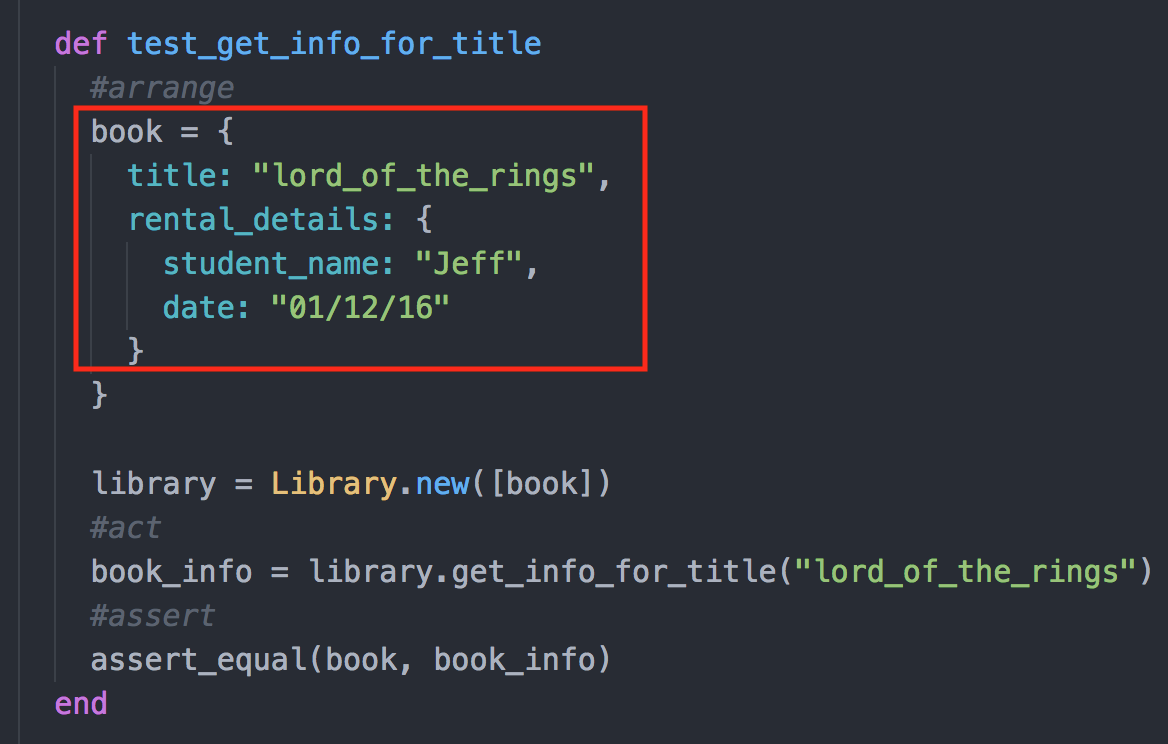 def test_get_info_for_title
  #arrange
  book = {
    title: "lord_of_the_rings",
    rental_details: {
      student_name: "Jeff",
      date: "01/12/16"
    }
  }

  library = Library.new([book])
  #act
  book_info = library.get_info_for_title("lord_of_the_rings")
  #assert
  assert_equal(book, book_info)
end